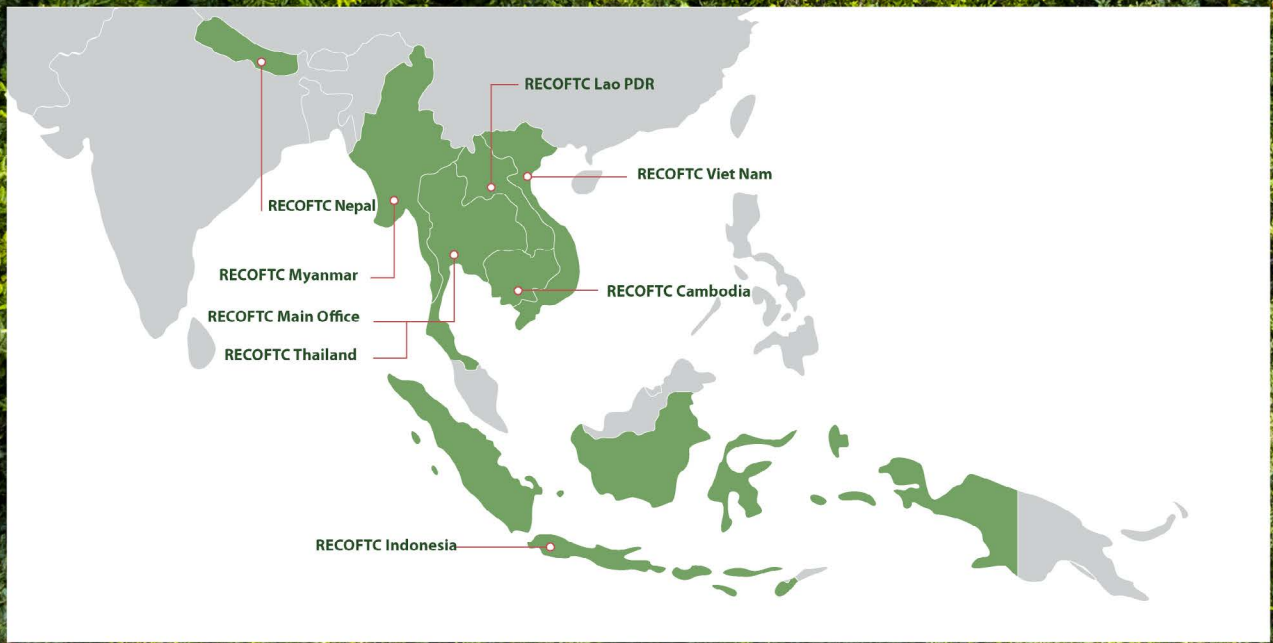 RECOFTC Lao PDR
RECOFTC Viet Nam
RECOFTC Nepal
RECOFTC Myanmar
RECOFTC Cambodia
RECOFTC Main Office
RECOFTC Thailand
RECOFTC Indonesia